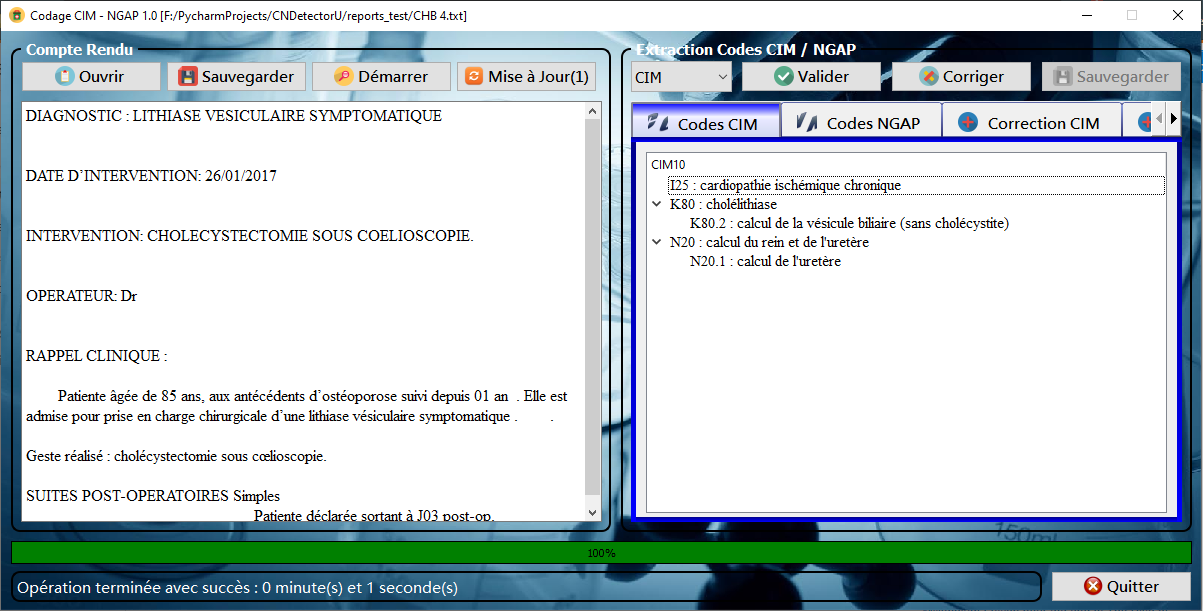 Codage CIM - NGAP 1.0 [F:/PycharmProjects/CNDetectorU/reports_test/CHB 4.txt]
Compte Rendu
Ouvrir Sauvegarder Démarrer Mise à Jour(1)
DIAGNOSTIC : LITHIASE VESICULAIRE SYMPTOMATIQUE
DATE D’INTERVENTION: 26/01/2017
INTERVENTION: CHOLECYSTECTOMIE SOUS COELIOSCOPIE.
OPERATEUR: Dr
RAPPEL CLINIQUE :
Patiente âgée de 85 ans, aux antécédents d’ostéoporose suivi depuis 01 an . Elle est
admise pour prise en charge chirurgicale d’une lithiase vésiculaire symptomatique . .
Geste réalisé : cholécystectomie sous cœlioscopie.
SUITES POST-OPERATOIRES Simples
Patiente déclarée sortant à J03 post-op.
Extraction Codes CIM / NGAP
CIM Valider Corriger Sauvegarder
Codes CIM Codes NGAP Correction CIM
CIM10
I25 : cardiopathie ischémique chronique
K80 : cholélithiase
K80.2 : calcul de la vésicule biliaire (sans cholécystite)
N20 : calcul du rein et de l'uretère
N20.1 : calcul de l'uretère
150ml
100%
Opération terminée avec succès : 0 minute(s) et 1 seconde(s)
Quitter